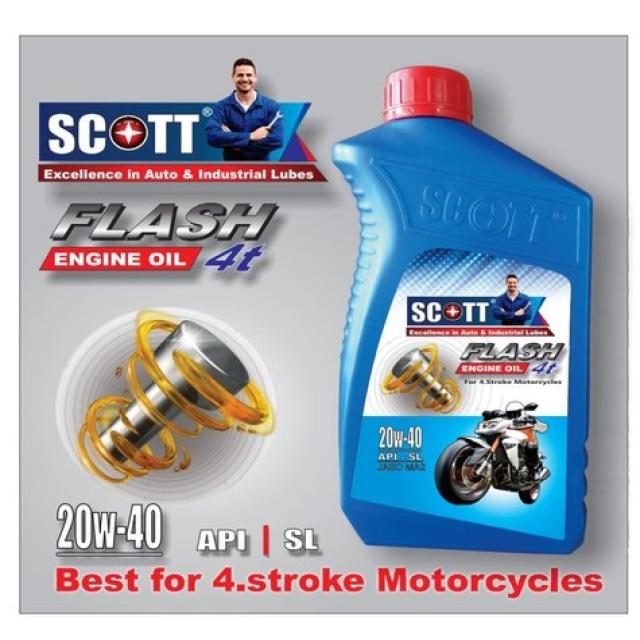 SCOTT®
Excellence in Auto & Industrial Lubes
FLASH
ENGINE OIL 4t
20w-40
API | SL
Best for 4.stroke Motorcycles
SCOTT
SCOTT
Excellence in Auto & Industrial Lubes
FLASH
ENGINE OIL 4t
For 4.Stroke Motorcycles
20w-40
API - SL
JASO MA2